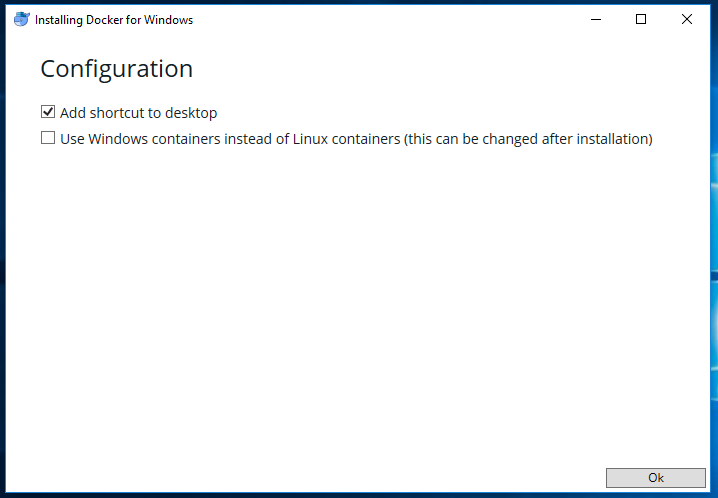 Installing Docker for Windows
Configuration
Add shortcut to desktop
Use Windows containers instead of Linux containers (this can be changed after installation)
Ok